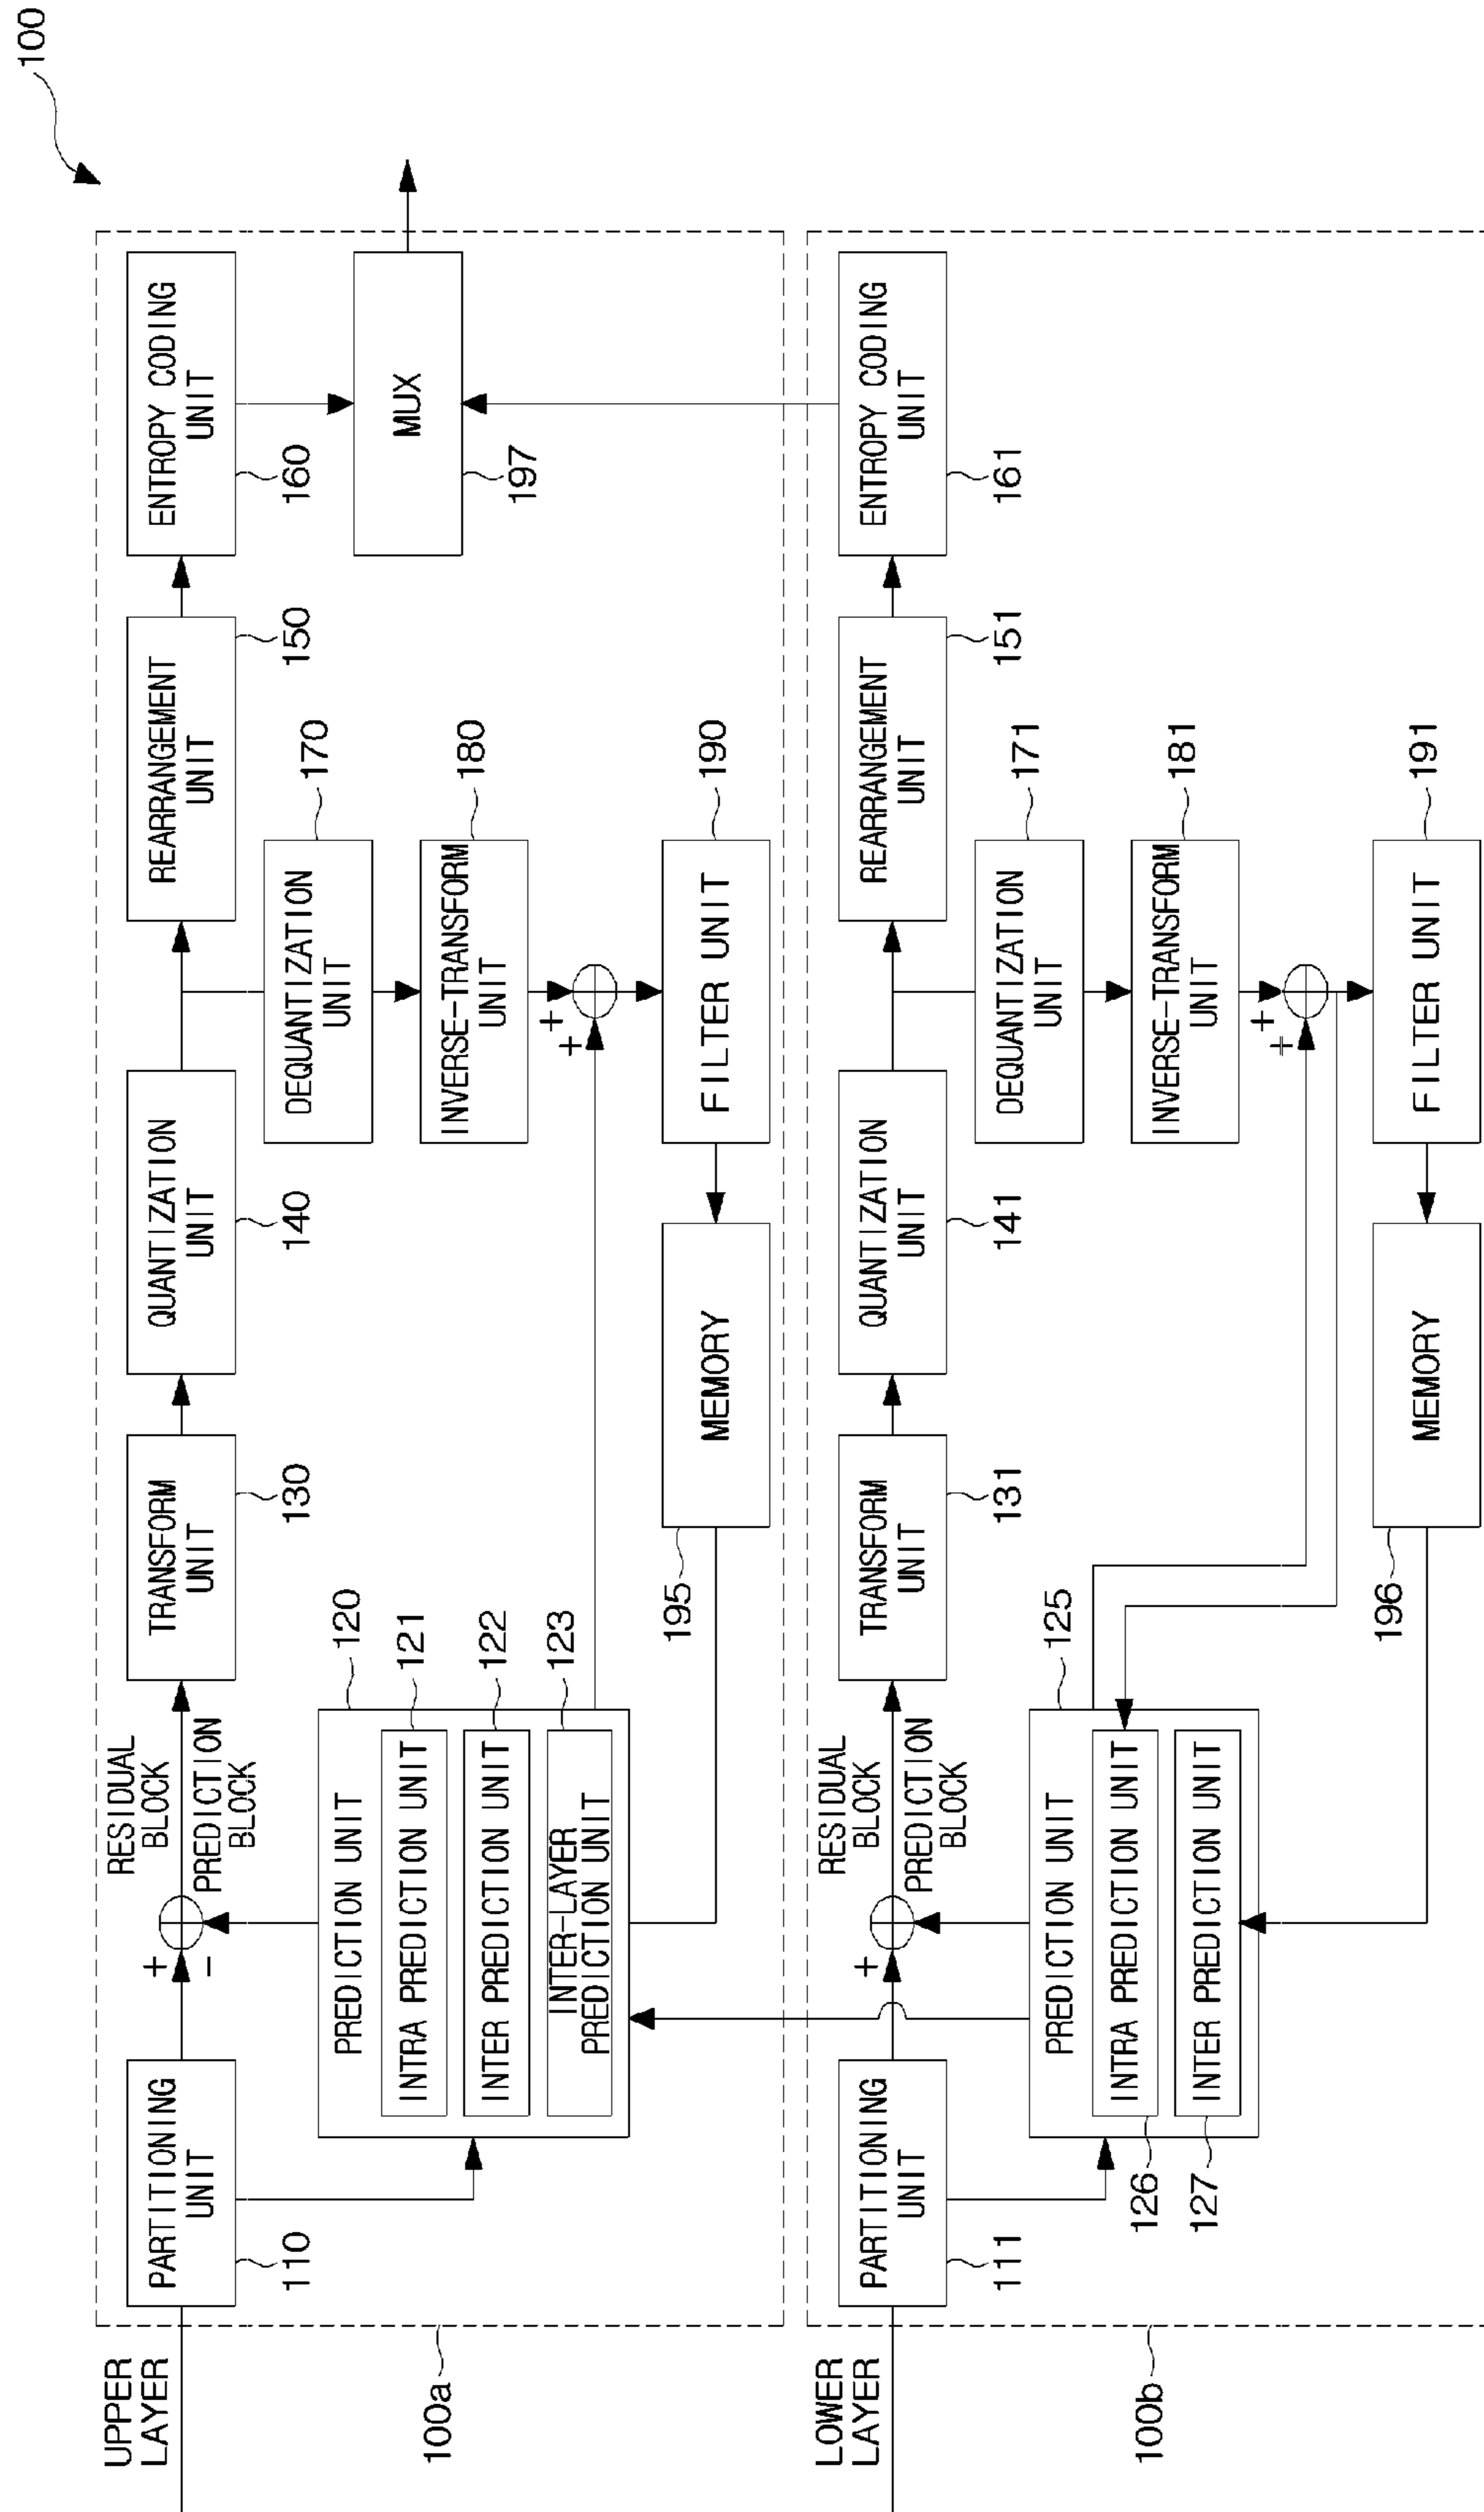 100
UPPER
LAYER
100a
PARTITIONING
UNIT
110
+
-
RESIDUAL
BLOCK
PREDICTION
BLOCK
TRANSFORM
UNIT
130
QUANTIZATION
UNIT
140
REARRANGEMENT
UNIT
150
ENTROPY CODING
UNIT
160
MUX
197
PREDICTION UNIT
120
INTRA PREDICTION UNIT
121
INTER PREDICTION UNIT
122
INTER-LAYER
PREDICTION UNIT
123
DEQUANTIZATION
UNIT
170
INVERSE-TRANSFORM
UNIT
180
+
+
FILTER UNIT
190
MEMORY
195
LOWER
LAYER
100b
PARTITIONING
UNIT
111
+
RESIDUAL
BLOCK
PREDICTION
BLOCK
TRANSFORM
UNIT
131
QUANTIZATION
UNIT
141
REARRANGEMENT
UNIT
151
ENTROPY CODING
UNIT
161
PREDICTION UNIT
125
INTRA PREDICTION UNIT
126
INTER PREDICTION UNIT
127
DEQUANTIZATION
UNIT
171
INVERSE-TRANSFORM
UNIT
181
+
+
FILTER UNIT
191
MEMORY
196